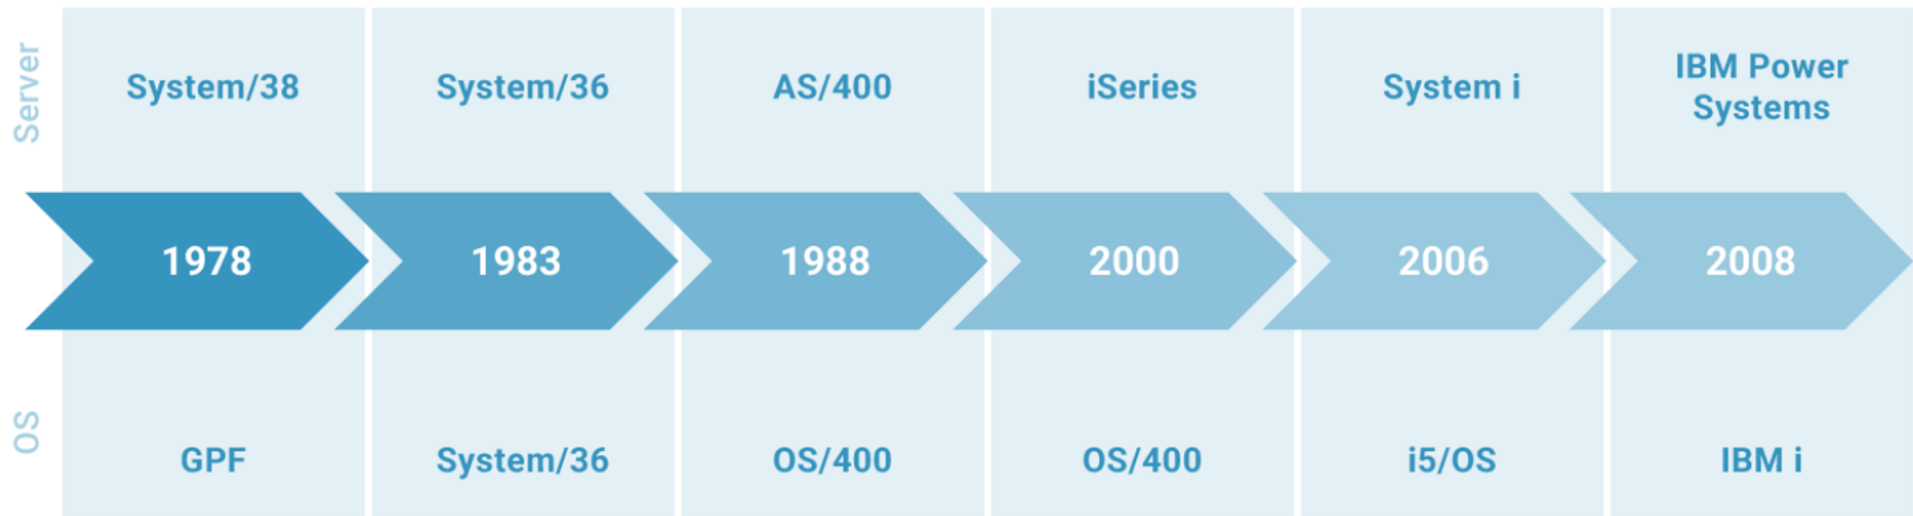 Server
System/38
System/36
AS/400
iSeries
System i
IBM Power
Systems
1978
1983
1988
2000
2006
2008
OS
GPF
System/36
OS/400
OS/400
i5/OS
IBM i